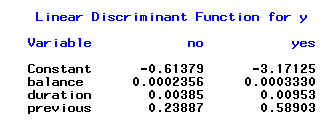 Linear Discriminant Function for y
Variable no yes
Constant -0.61379 -3.17125
balance 0.0002356 0.0003330
duration 0.00385 0.00953
previous 0.23887 0.58903